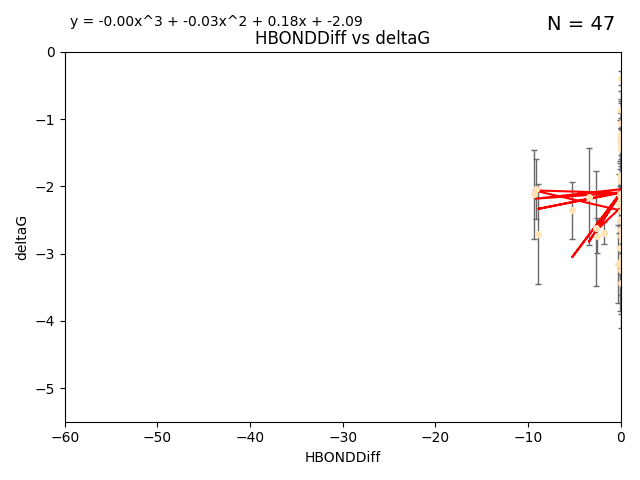 y = -0.00x^3 + -0.03x^2 + 0.18x + -2.09
N = 47
HBONDDiff vs deltaG
0
−1
−2
−3
−4
−5
deltaG
−60
−50
−40
−30
−20
−10
0
HBONDDiff